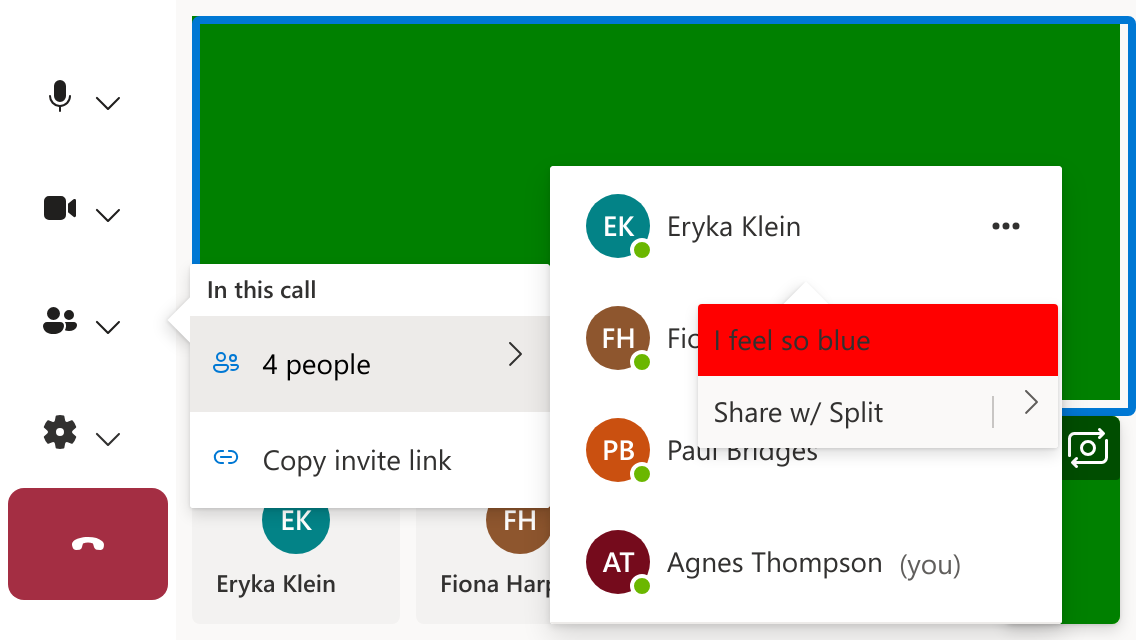 In this call
4 people
Copy invite link
EK
Eryka Klein
FH
Fio
I feel so blue
Share w/ Split
PB
Paul Bridges
AT
Agnes Thompson (you)
EK
Eryka Klein
FH
Fiona Harp